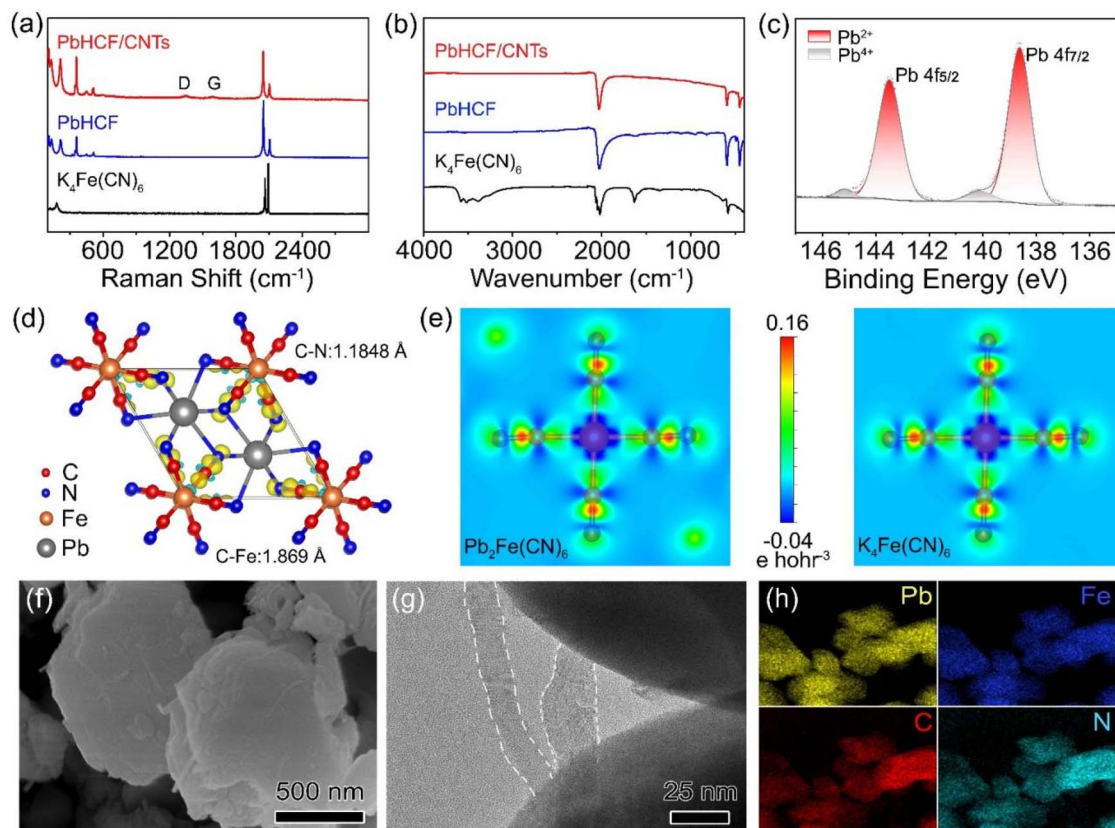 (a)
PbHCF/CNTs
D G
PbHCF
K₄Fe(CN)₆
600 1200 1800 2400
Raman Shift (cm⁻¹)
(b)
PbHCF/CNTs
PbHCF
K₄Fe(CN)₆
4000 3000 2000 1000
Wavenumber (cm⁻¹)
(c)
Pb²⁺
Pb⁴⁺
Pb 4f₇/₂
Pb 4f₅/₂
146 144 142 140 138 136
Binding Energy (eV)
(d)
C-N:1.1848 Å
C
N
Fe
Pb
C-Fe:1.869 Å
(e)
Pb₂Fe(CN)₆
0.16
-0.04
e hohr⁻³
K₄Fe(CN)₆
(f)
500 nm
(g)
25 nm
(h)
Pb
Fe
C
N